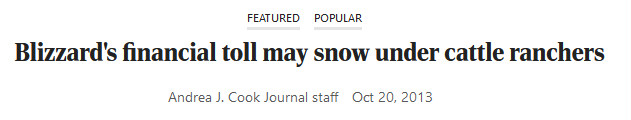 FEATURED POPULAR
Blizzard's financial toll may snow under cattle ranchers
Andrea J. Cook Journal staff Oct 20, 2013